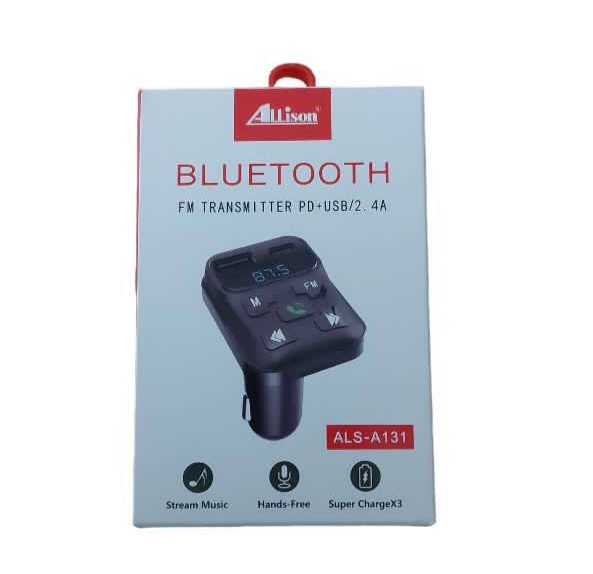 ALLison®
BLUETOOTH
FM TRANSMITTER PD+USB/2.4A
87.5
M FM
ALS-A131
Stream Music Hands-Free Super ChargeX3